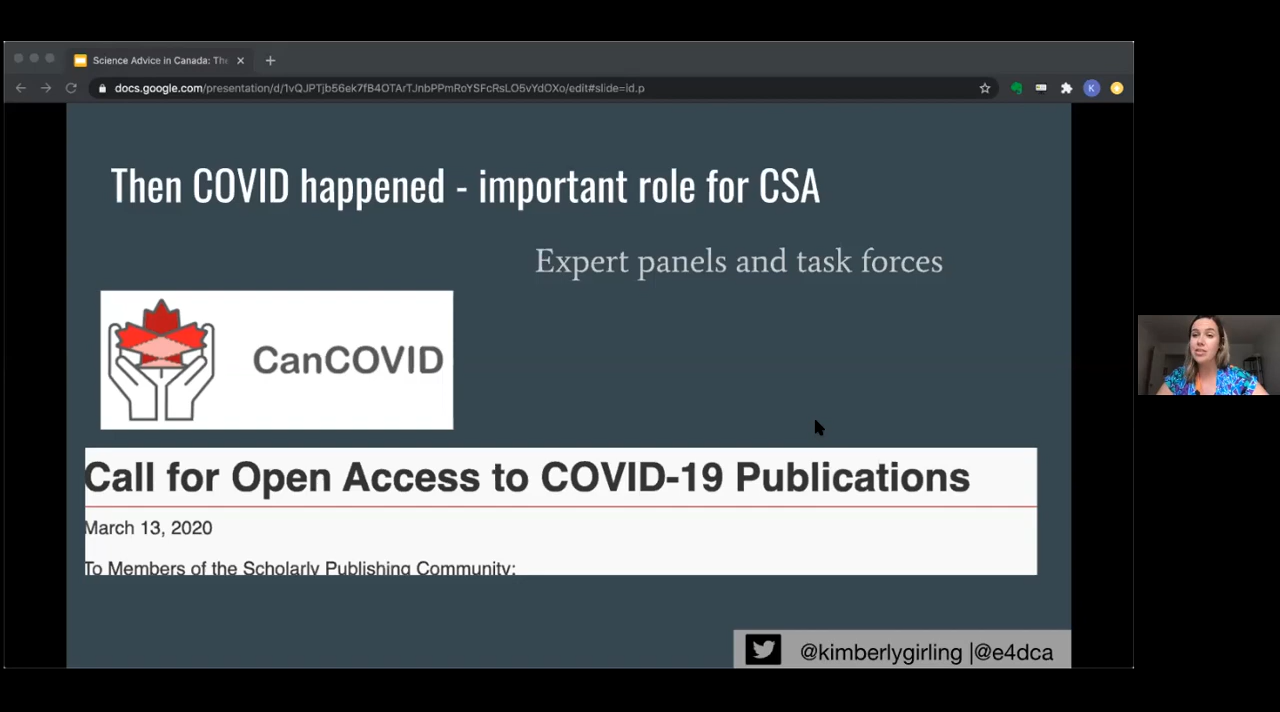 Science Advice in Canada: The
docs.google.com/presentation/d/1vQJPTjb56ek7fB4OTArTJnbPPmRoYSFcRsLO5vYdOXo/edit#slide=id.p
K
Then COVID happened - important role for CSA
Expert panels and task forces
CanCOVID
Call for Open Access to COVID-19 Publications
March 13, 2020
To Members of the Scholarly Publishing Community:
@kimberlygirling |@e4dca